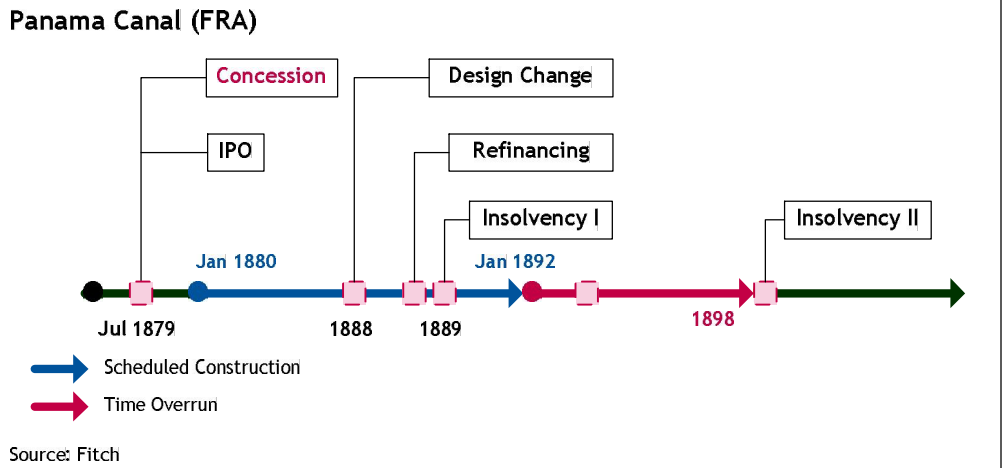 Panama Canal (FRA)
Concession
Design Change
IPO
Refinancing
Insolvency I
Insolvency II
Jan 1880
Jan 1892
Jul 1879
1888
1889
1898
Scheduled Construction
Time Overrun
Source: Fitch